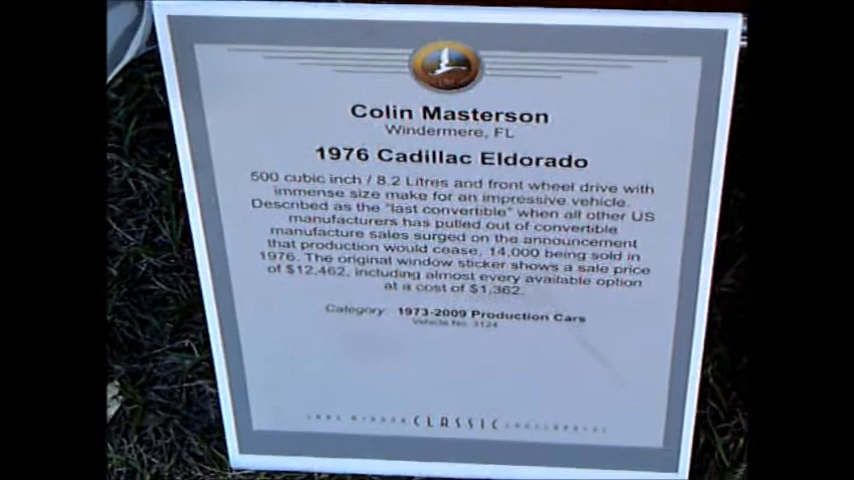 Colin Masterson
Windermere, FL
1976 Cadillac Eldorado
500 cubic inch / 8.2 Litres and front wheel drive with
immense size make for an impressive vehicle.
Described as the "last convertible" when all other US
manufacturers has pulled out of convertible
manufacture sales surged on the announcement
that production would cease, 14,000 being sold in
1976. The original window sticker shows a sale price
of $12,462, including almost every available option
at a cost of $1,362.
Category: 1973-2009 Production Cars
Vehicle No. 3124
CLASSIC